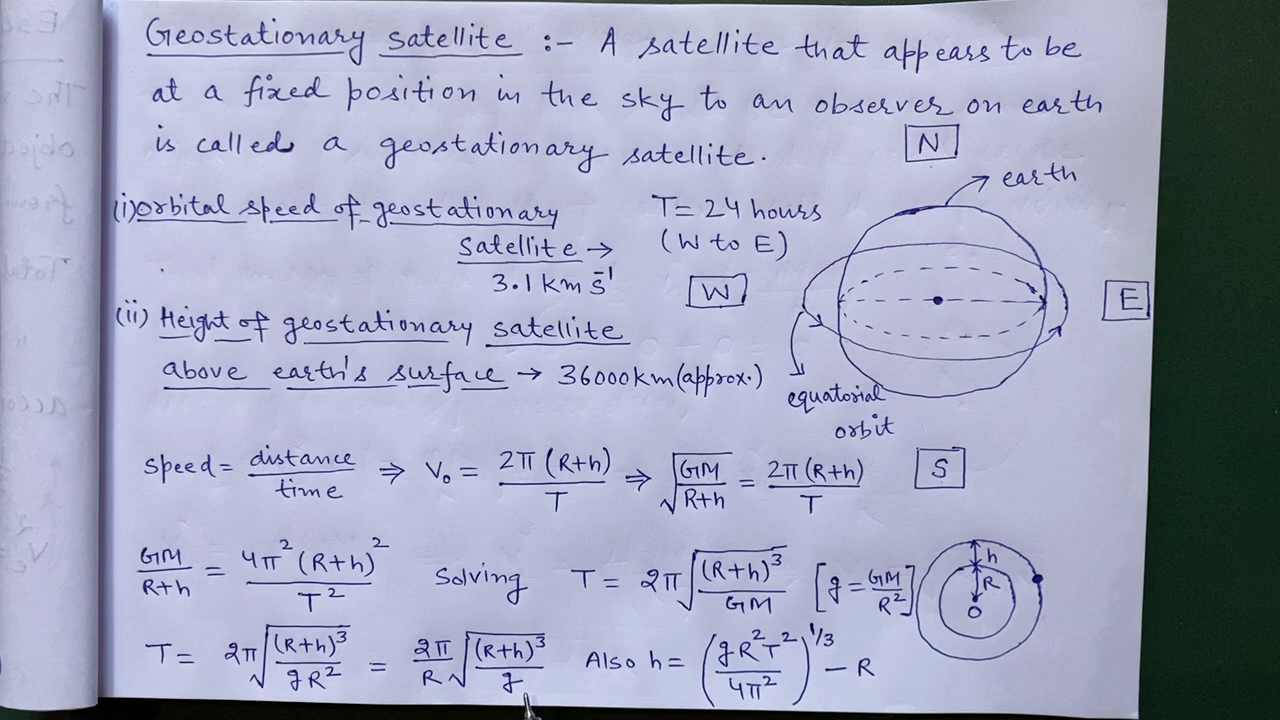 Geostationary satellite :- A satellite that appears to be
at a fixed position in the sky to an observer on earth
is called a geostationary satellite.
N
earth
(i) orbital speed of geostationary
satellite →
3.1 km s⁻¹
T = 24 hours
(W to E)
W
E
(ii) Height of geostationary satellite
above earth's surface → 36000 km (approx.)
equatorial
orbit
S
speed = distance/time ⇒ V₀ = 2π(R+h)/T ⇒ √(GM/(R+h)) = 2π(R+h)/T
GM/(R+h) = 4π²(R+h)²/T² Solving T = 2π√((R+h)³/GM) [g = GM/R²]
h
R
O
T = 2π√((R+h)³/gR²) = 2π/R √((R+h)³/g) Also h = (gR²T²/4π²)^1/3 – R